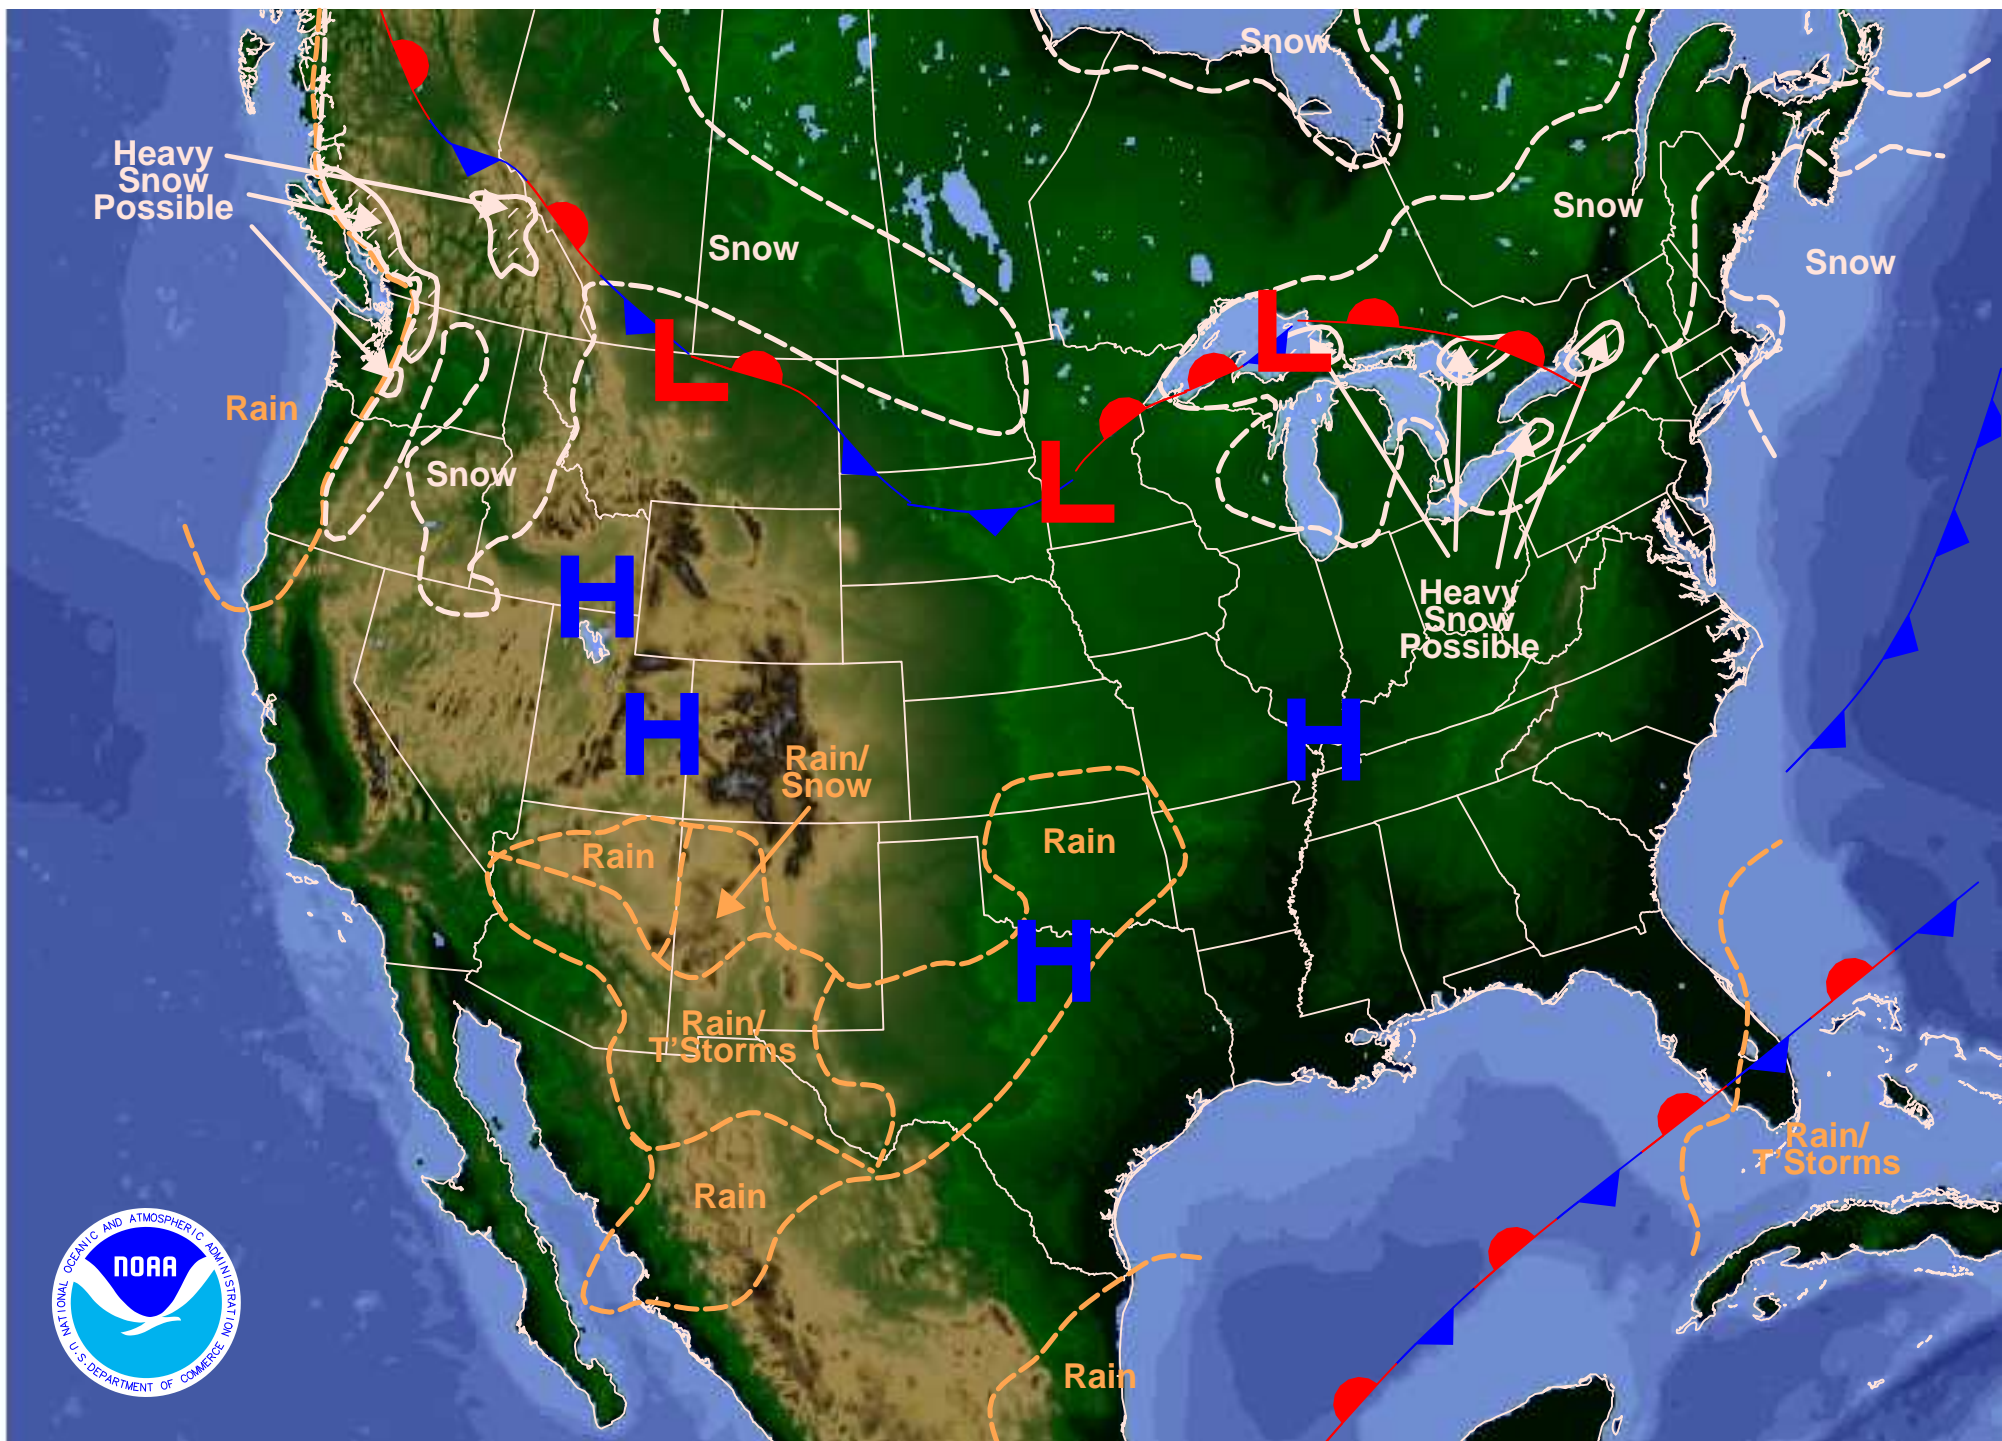 Snow
Heavy
Snow
Possible
Snow
Snow
Snow
L
L
Rain
L
Snow
H
Heavy
Snow
Possible
H
H
Rain/
Snow
Rain
Rain
H
Rain/
T'Storms
Rain/
T'Storms
Rain
Rain
NATIONAL OCEANIC AND ATMOSPHERIC ADMINISTRATION
NOAA
U.S. DEPARTMENT OF COMMERCE